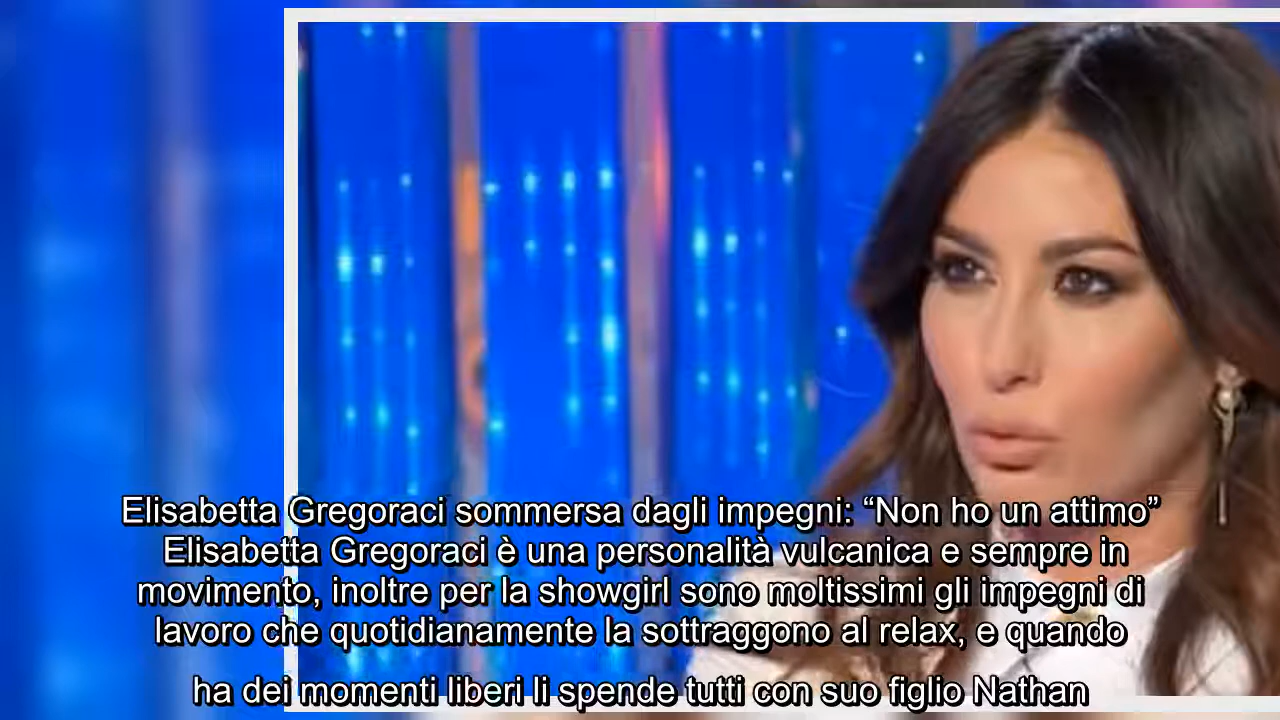 Elisabetta Gregoraci sommersa dagli impegni: “Non ho un attimo”
Elisabetta Gregoraci è una personalità vulcanica e sempre in
movimento, inoltre per la showgirl sono moltissimi gli impegni di
lavoro che quotidianamente la sottraggono al relax, e quando
ha dei momenti liberi li spende tutti con suo figlio Nathan